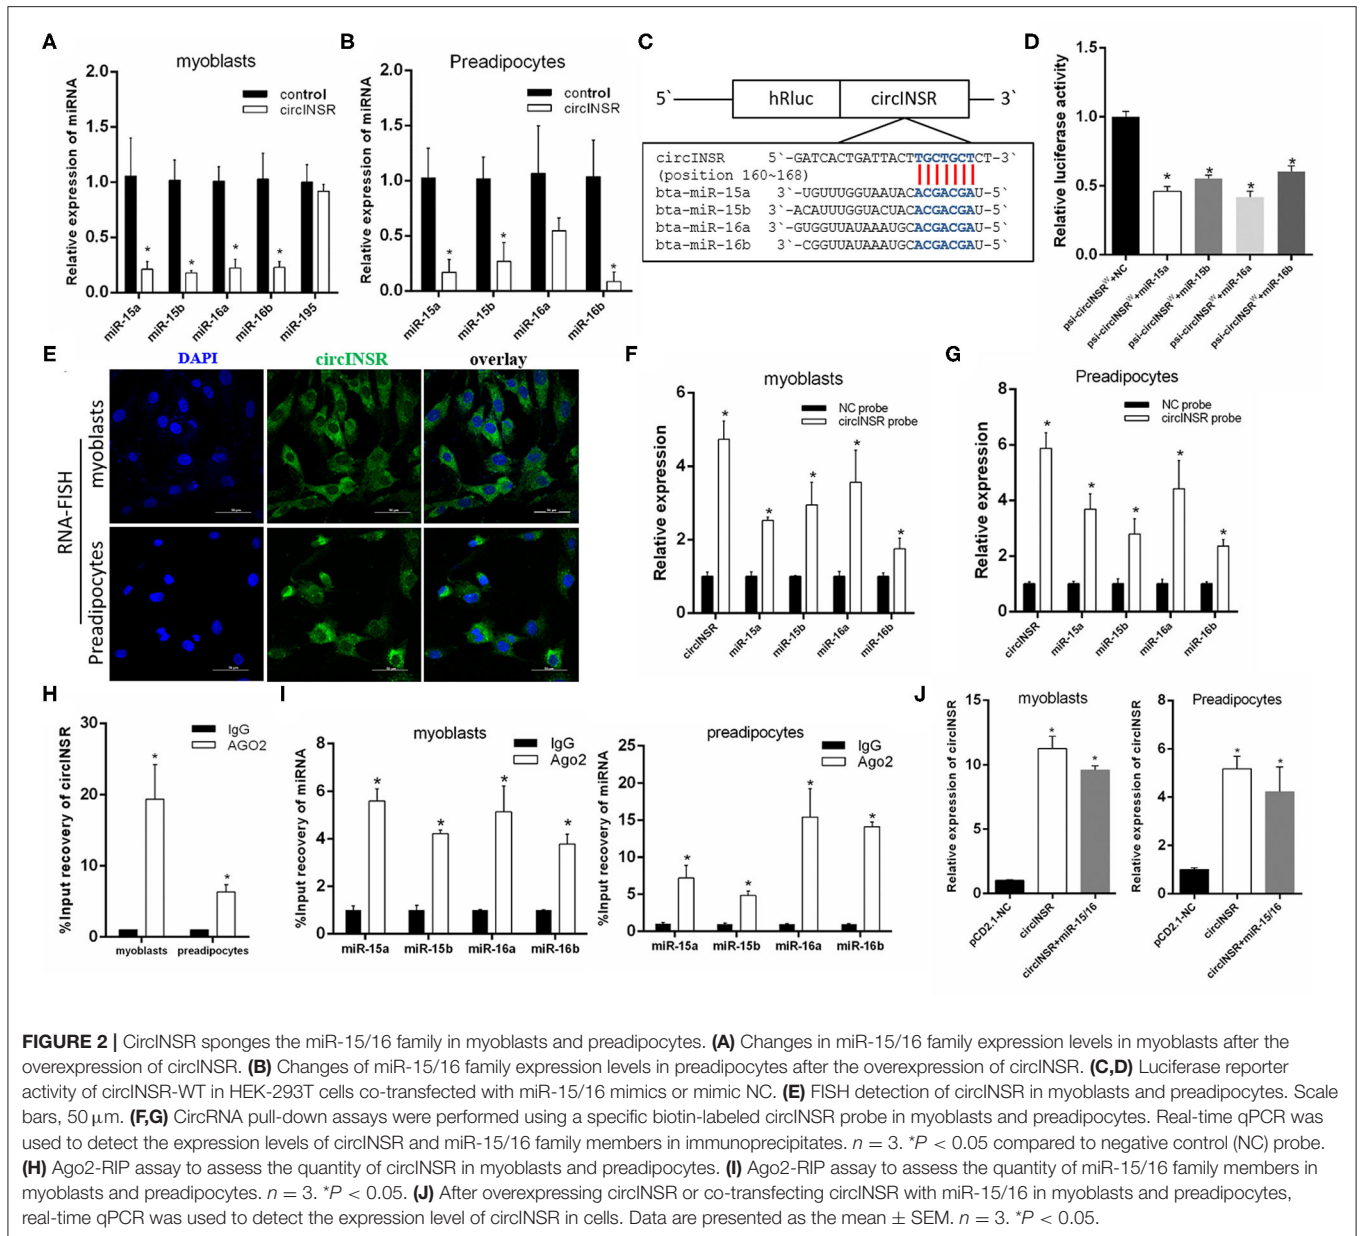 A
myoblasts
Relative expression of miRNA
2.0
1.5
1.0
0.5
0.0
control
circINSR
* * * *
miR-15a
miR-15b
miR-16a
miR-16b
miR-195
B
Preadipocytes
Relative expression of miRNA
2.0
1.5
1.0
0.5
0.0
control
circINSR
* * *
miR-15a
miR-15b
miR-16a
miR-16b
C
5` hRluc circINSR 3`
circINSR 5`-GATCACTGATTACTTGCTGCTCT-3`
(position 160~168)
bta-miR-15a 3`-UGUUUGGUAAUACACGACGAU-5`
bta-miR-15b 3`-ACAUUUGGUACUACACGACGAU-5`
bta-miR-16a 3`-GUGGUUAUAUAAAUGCACGACGAU-5`
bta-miR-16b 3`-CGGUUAUAAAUGCACGACGAU-5`
D
Relative luciferase activity
1.5
1.0
0.5
0.0
* * * *
psi-circINSRᵂ+NC
psi-circINSRᵂ+miR-15a
psi-circINSRᵂ+miR-15b
psi-circINSRᵂ+miR-16a
psi-circINSRᵂ+miR-16b
E
DAPI circINSR overlay
RNA-FISH
myoblasts
Preadipocytes
F
myoblasts
Relative expression
6
4
2
0
NC probe
circINSR probe
* * * * *
circINSR
miR-15a
miR-15b
miR-16a
miR-16b
G
Preadipocytes
Relative expression
8
6
4
2
0
NC probe
circINSR probe
* * * * *
circINSR
miR-15a
miR-15b
miR-16a
miR-16b
H
%Input recovery of circINSR
30
20
10
0
IgG
AGO2
* *
myoblasts preadipocytes
I
myoblasts
%Input recovery of miRNA
8
6
4
2
0
IgG
Ago2
* * * *
miR-15a miR-15b miR-16a miR-16b
preadipocytes
%Input recovery of miRNA
25
20
15
10
5
0
IgG
Ago2
* * * *
miR-15a miR-15b miR-16a miR-16b
J
myoblasts
Relative expression of circINSR
15
10
5
0
* *
pCD2.1-NC
circINSR
circINSR+miR-15/16
Preadipocytes
Relative expression of circINSR
8
6
4
2
0
* *
pCD2.1-NC
circINSR
circINSR+miR-15/16
FIGURE 2 | CircINSR sponges the miR-15/16 family in myoblasts and preadipocytes. (A) Changes in miR-15/16 family expression levels in myoblasts after the
overexpression of circINSR. (B) Changes of miR-15/16 family expression levels in preadipocytes after the overexpression of circINSR. (C,D) Luciferase reporter
activity of circINSR-WT in HEK-293T cells co-transfected with miR-15/16 mimics or mimic NC. (E) FISH detection of circINSR in myoblasts and preadipocytes. Scale
bars, 50 μm. (F,G) CircRNA pull-down assays were performed using a specific biotin-labeled circINSR probe in myoblasts and preadipocytes. Real-time qPCR was
used to detect the expression levels of circINSR and miR-15/16 family members in immunoprecipitates. n = 3. *P < 0.05 compared to negative control (NC) probe.
(H) Ago2-RIP assay to assess the quantity of circINSR in myoblasts and preadipocytes. (I) Ago2-RIP assay to assess the quantity of miR-15/16 family members in
myoblasts and preadipocytes. n = 3. *P < 0.05. (J) After overexpressing circINSR or co-transfecting circINSR with miR-15/16 in myoblasts and preadipocytes,
real-time qPCR was used to detect the expression level of circINSR in cells. Data are presented as the mean ± SEM. n = 3. *P < 0.05.